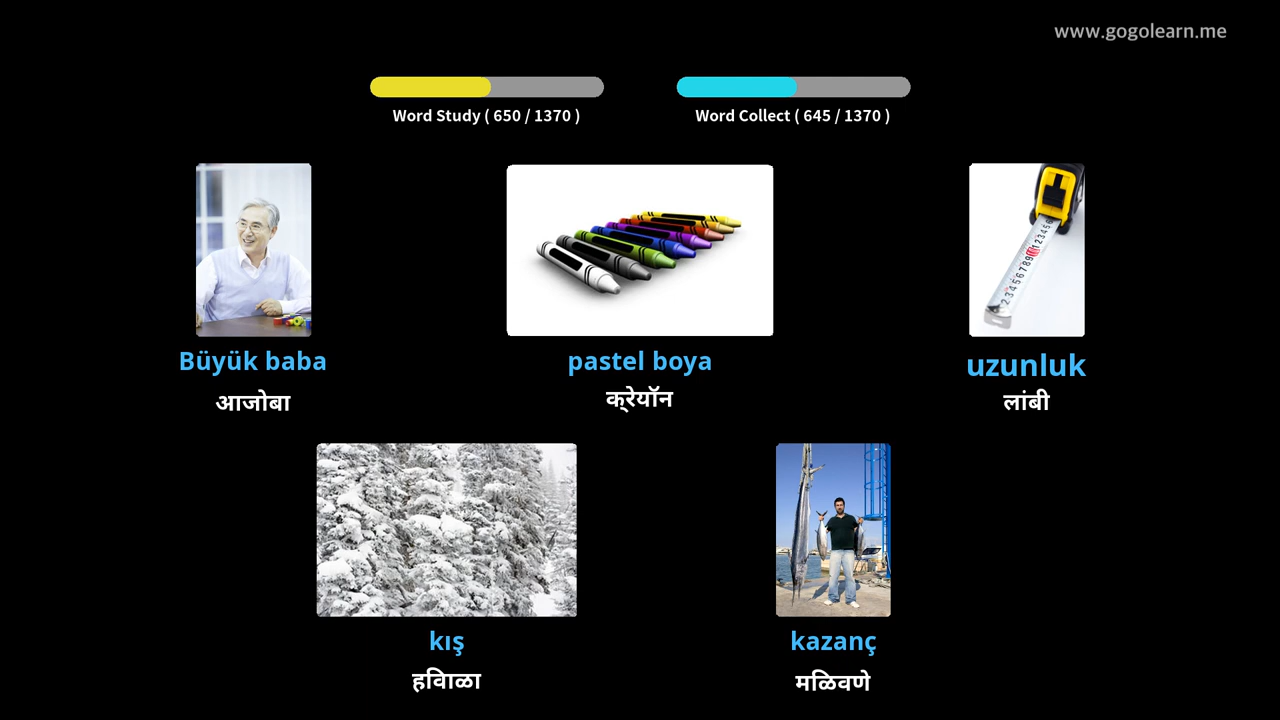 www.gogolearn.me
Word Study ( 650 / 1370 )
Word Collect ( 645 / 1370 )
Büyük baba
आजोबा
pastel boya
क्‌रेयॉन
uzunluk
लांबी
kış
हविाळा
kazanç
मळिवणे